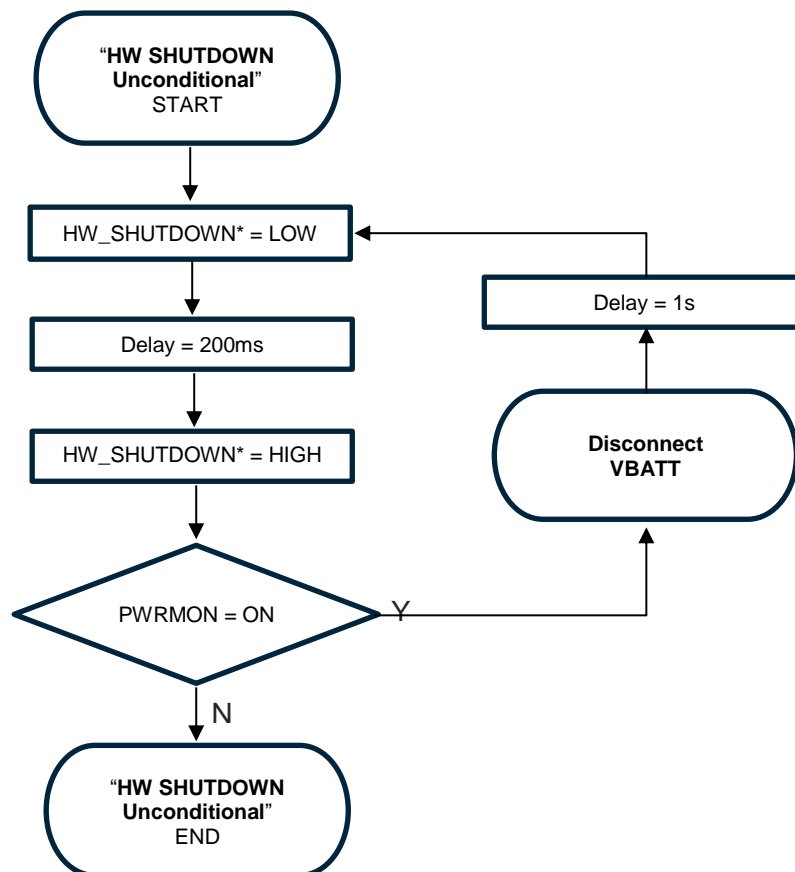 “HW SHUTDOWN
Unconditional”
START
HW_SHUTDOWN* = LOW
Delay = 1s
Delay = 200ms
HW_SHUTDOWN* = HIGH
Disconnect
VBATT
PWRMON = ON
Y
N
“HW SHUTDOWN
Unconditional”
END